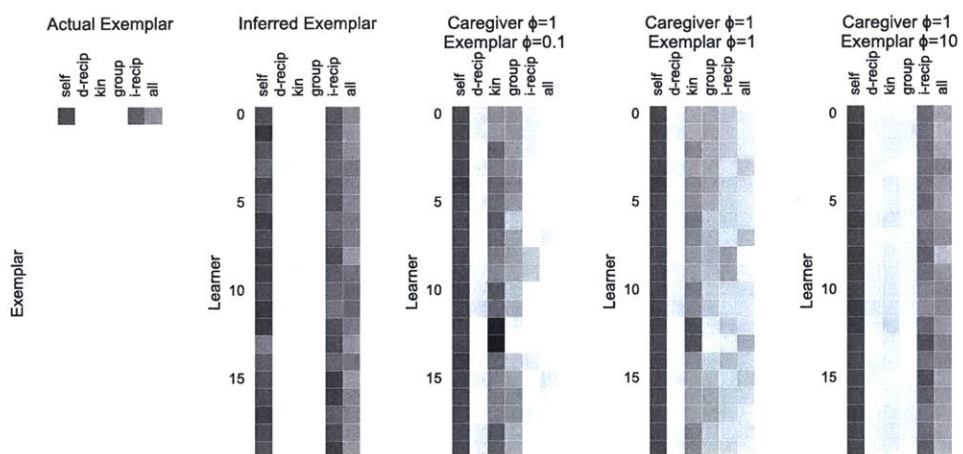 Actual Exemplar
self
d-recip
kin
group
i-recip
all
Exemplar
Inferred Exemplar
self
d-recip
kin
group
i-recip
all
0
5
10
15
Learner
Caregiver ϕ=1
Exemplar ϕ=0.1
self
d-recip
kin
group
i-recip
all
0
5
10
15
Learner
Caregiver ϕ=1
Exemplar ϕ=1
self
d-recip
kin
group
i-recip
all
0
5
10
15
Learner
Caregiver ϕ=1
Exemplar ϕ=10
self
d-recip
kin
group
i-recip
all
0
5
10
15
Learner